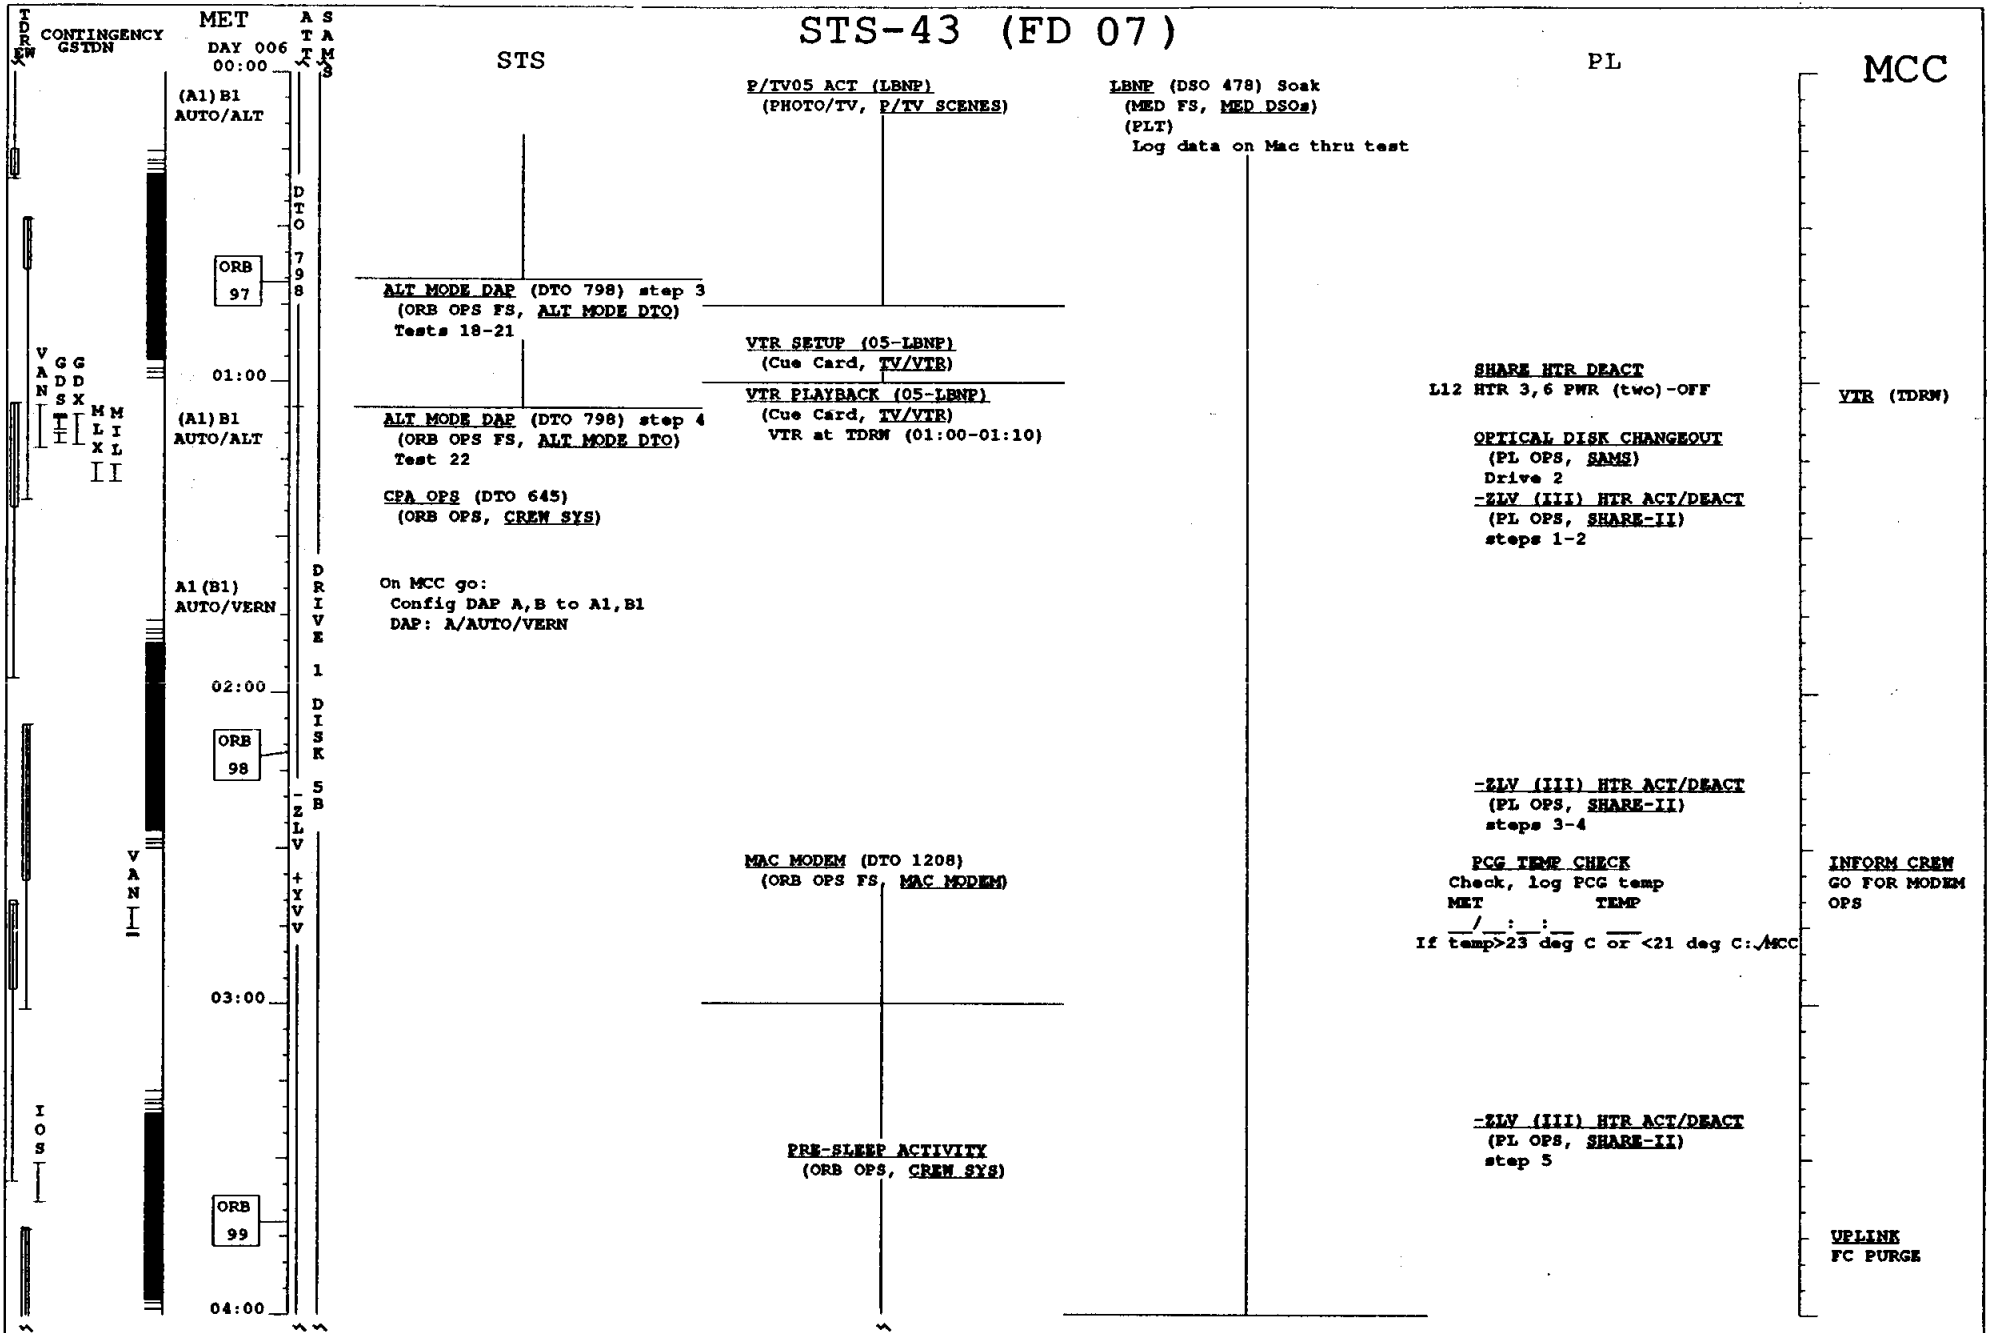 STS-43 (FD 07)
TDREW
CONTINGENCY
GSTDN
MET
DAY 006
ATT
SAMS
STS
PL
MCC
00:00
(A1)B1
AUTO/ALT
P/TV05 ACT (LBNP)
(PHOTO/TV, P/TV SCENES)
LBNP (DSO 478) Soak
(MED FS, MED DSOs)
(PLT)
Log data on Mac thru test
DTO 798
ORB
97
ALT MODE DAP (DTO 798) step 3
(ORB OPS FS, ALT MODE DTO)
Tests 18-21
VTR SETUP (05-LBNP)
(Cue Card, TV/VTR)
VAN
GDS
GDX
MLX
MIL
01:00
SHARE HTR DEACT
L12 HTR 3,6 PWR (two)-OFF
VTR PLAYBACK (05-LBNP)
(Cue Card, TV/VTR)
VTR at TDRW (01:00-01:10)
VTR (TDRW)
(A1)B1
AUTO/ALT
ALT MODE DAP (DTO 798) step 4
(ORB OPS FS, ALT MODE DTO)
Test 22
OPTICAL DISK CHANGEOUT
(PL OPS, SAMS)
Drive 2
CPA OPS (DTO 645)
(ORB OPS, CREW SYS)
-ZLV (III) HTR ACT/DEACT
(PL OPS, SHARE-II)
steps 1-2
A1(B1)
AUTO/VERN
DRIVE 1 DISK 5B
On MCC go:
Config DAP A,B to A1,B1
DAP: A/AUTO/VERN
02:00
ORB
98
-ZLV +YVV
-ZLV (III) HTR ACT/DEACT
(PL OPS, SHARE-II)
steps 3-4
VAN
MAC MODEM (DTO 1208)
(ORB OPS FS, MAC MODEM)
PCG TEMP CHECK
Check, log PCG temp
MET TEMP
__/__:__:__ ___
If temp>23 deg C or <21 deg C:√MCC
INFORM CREW
GO FOR MODEM
OPS
03:00
IOS
PRE-SLEEP ACTIVITY
(ORB OPS, CREW SYS)
-ZLV (III) HTR ACT/DEACT
(PL OPS, SHARE-II)
step 5
ORB
99
UPLINK
FC PURGE
04:00